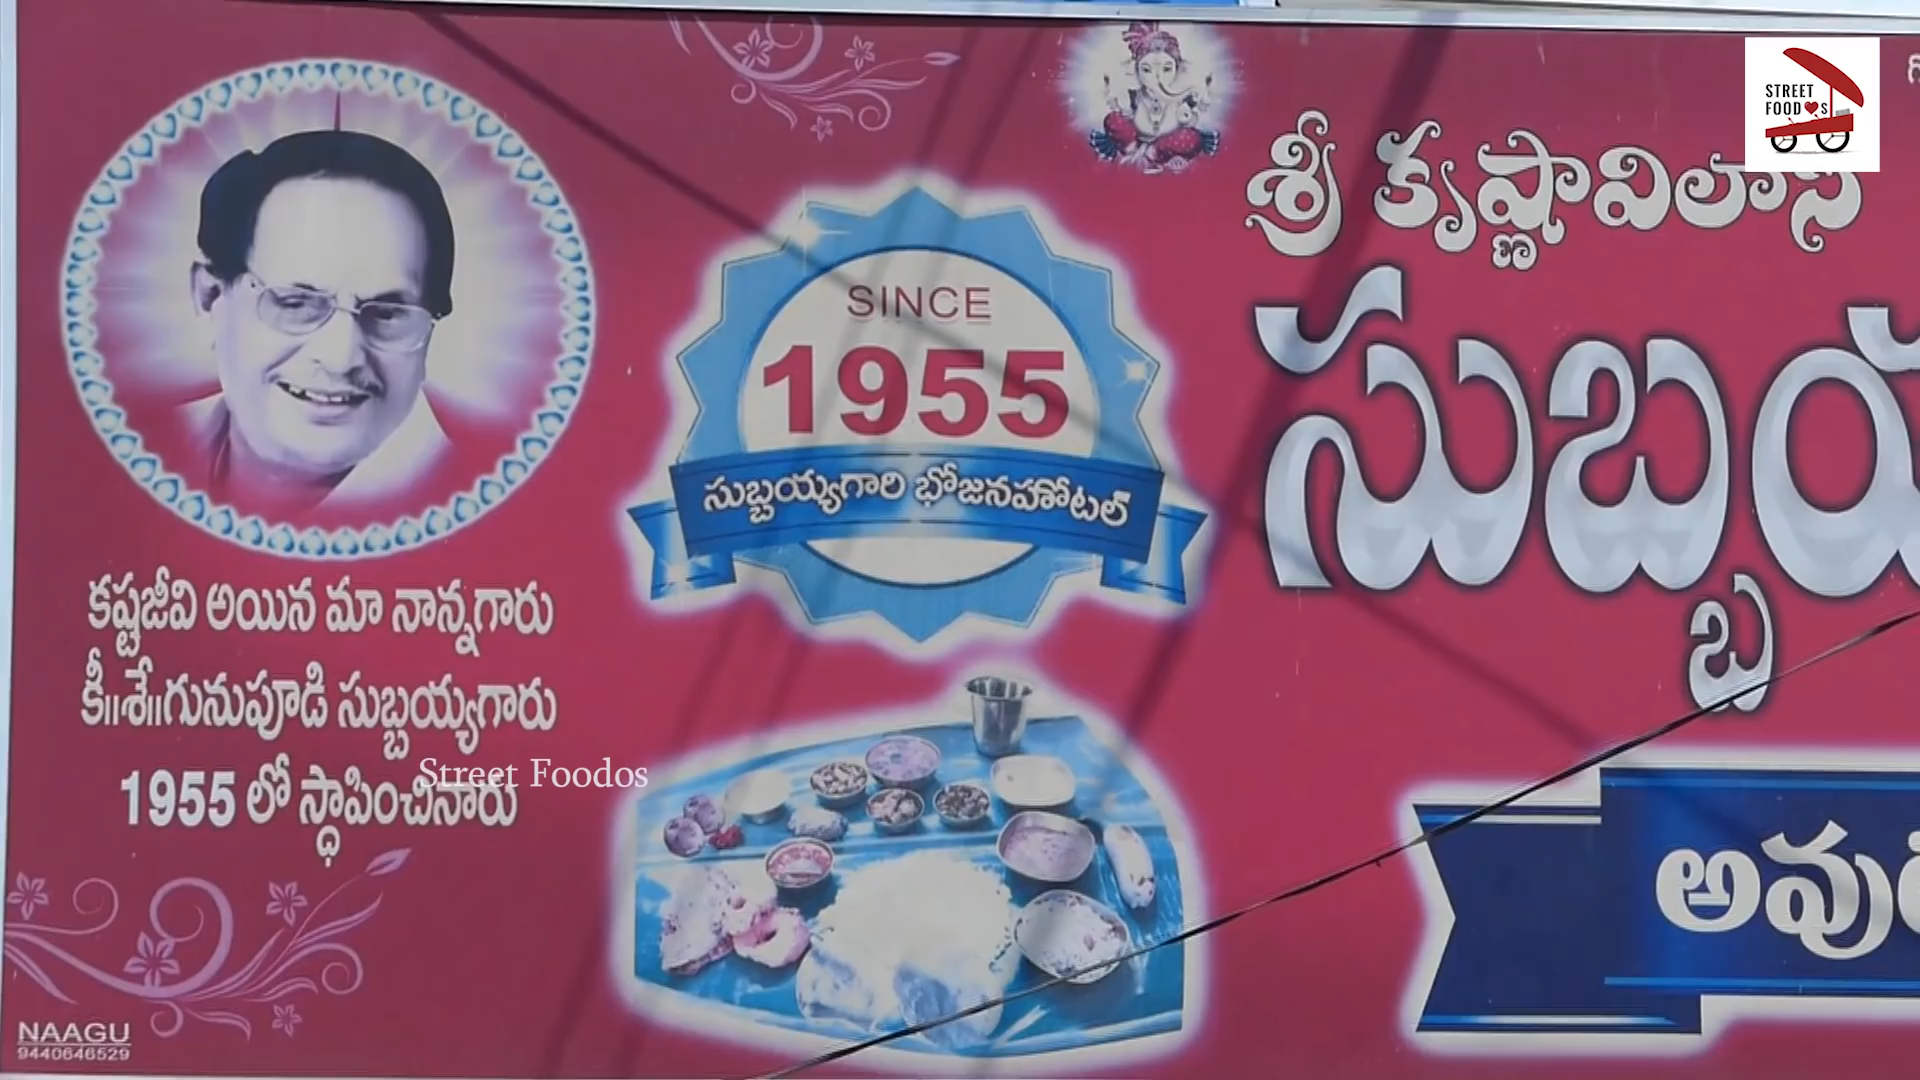 STREET
FOOD❤S
శ్రీ కృష్ణావిలాస్
SINCE
1955
సుబ్బయ్యగారి భోజనహోటల్
కష్టజీవి అయిన మా నాన్నగారు
కీ॥శే॥గునుపూడి సుబ్బయ్యగారు
1955 లో స్థాపించినారు
Street Foodos
NAAGU
9440646529